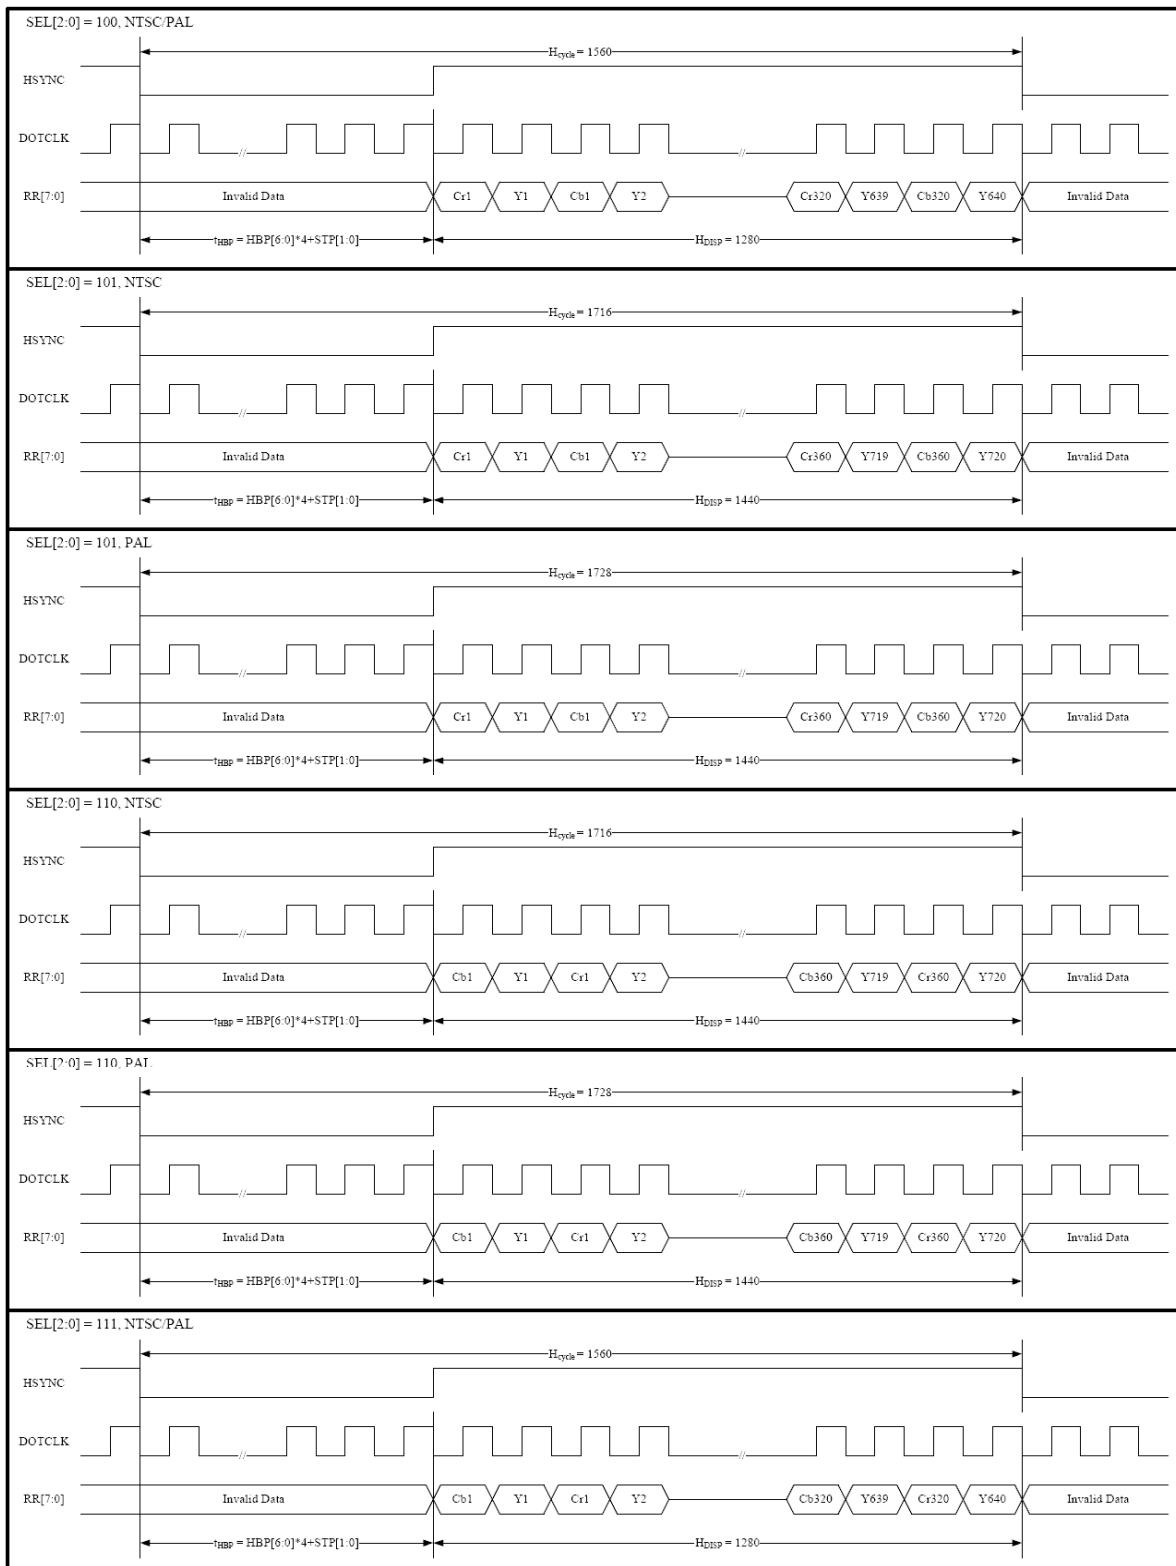 SEL[2:0] = 100, NTSC/PAL
Hcycle = 1560
HSYNC
DOTCLK
// //
RR[7:0] Invalid Data Cr1 Y1 Cb1 Y2 Cr320 Y639 Cb320 Y640 Invalid Data
tHBP = HBP[6:0]*4+STP[1:0] HDISP = 1280
SEL[2:0] = 101, NTSC
Hcycle = 1716
HSYNC
DOTCLK
// //
RR[7:0] Invalid Data Cr1 Y1 Cb1 Y2 Cr360 Y719 Cb360 Y720 Invalid Data
tHBP = HBP[6:0]*4+STP[1:0] HDISP = 1440
SEL[2:0] = 101, PAL
Hcycle = 1728
HSYNC
DOTCLK
// //
RR[7:0] Invalid Data Cr1 Y1 Cb1 Y2 Cr360 Y719 Cb360 Y720 Invalid Data
tHBP = HBP[6:0]*4+STP[1:0] HDISP = 1440
SEL[2:0] = 110, NTSC
Hcycle = 1716
HSYNC
DOTCLK
// //
RR[7:0] Invalid Data Cb1 Y1 Cr1 Y2 Cb360 Y719 Cr360 Y720 Invalid Data
tHBP = HBP[6:0]*4+STP[1:0] HDISP = 1440
SEL[2:0] = 110, PAL
Hcycle = 1728
HSYNC
DOTCLK
// //
RR[7:0] Invalid Data Cb1 Y1 Cr1 Y2 Cb360 Y719 Cr360 Y720 Invalid Data
tHBP = HBP[6:0]*4+STP[1:0] HDISP = 1440
SEL[2:0] = 111, NTSC/PAL
Hcycle = 1560
HSYNC
DOTCLK
// //
RR[7:0] Invalid Data Cb1 Y1 Cr1 Y2 Cb320 Y639 Cr320 Y640 Invalid Data
tHBP = HBP[6:0]*4+STP[1:0] HDISP = 1280